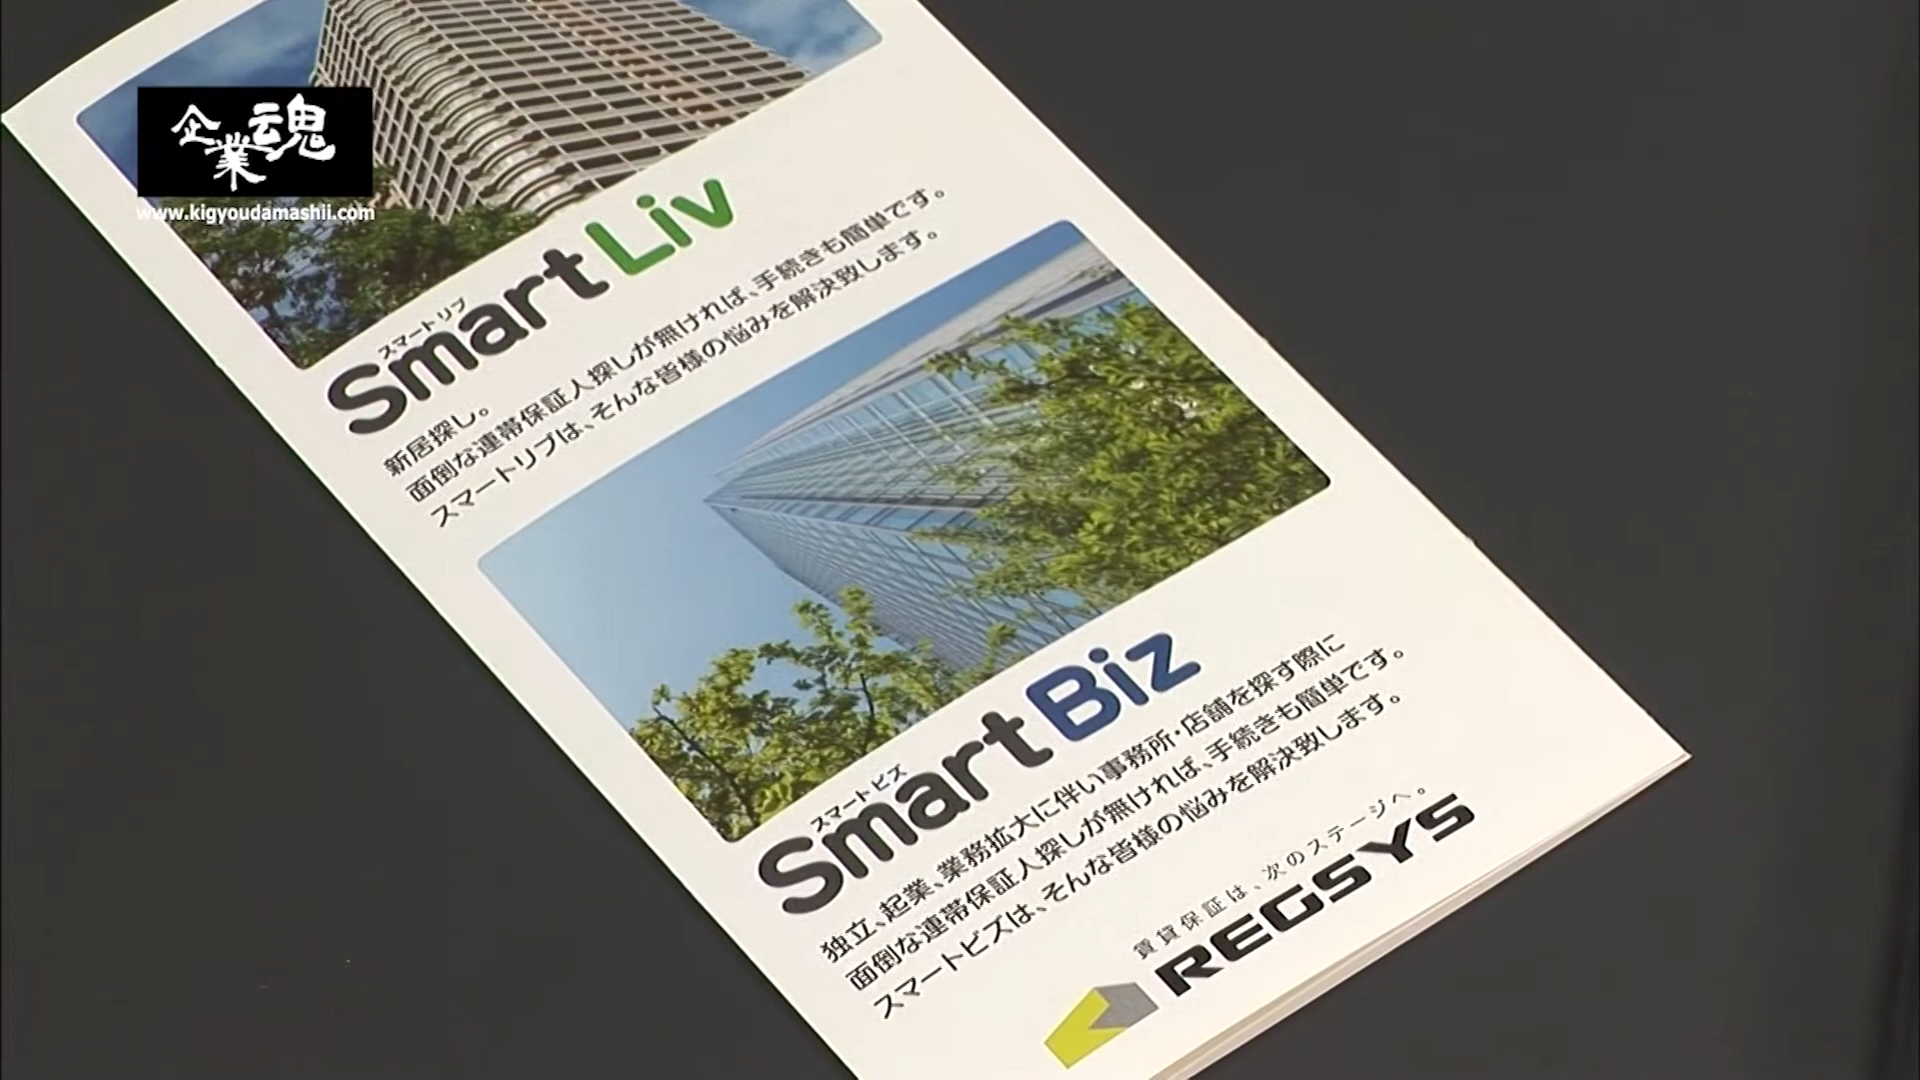 企業魂
www.kigyoudamashii.com
スマートリブ
Smart Liv
新居探し。
面倒な連帯保証人探しが無ければ、手続きも簡単です。
スマートリブは、そんな皆様の悩みを解決致します。
スマートビズ
Smart Biz
独立、起業、業務拡大に伴い事務所・店舗を探す際に
面倒な連帯保証人探しが無ければ、手続きも簡単です。
スマートビズは、そんな皆様の悩みを解決致します。
賃貸保証は、次のステージへ。
REGSYS